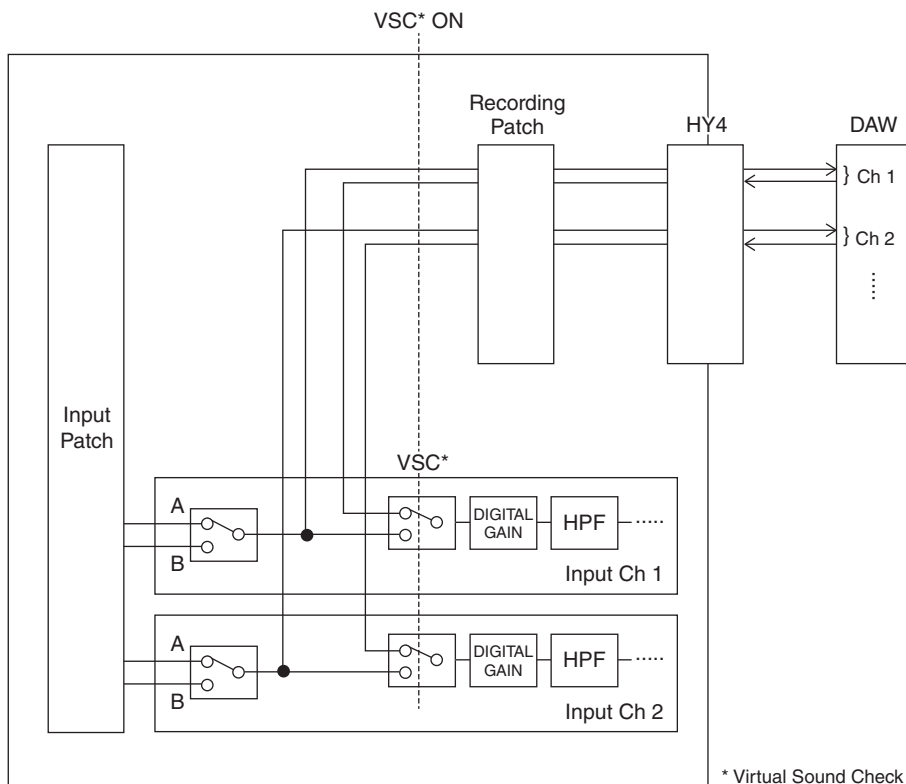 VSC* ON
Recording
Patch
HY4
DAW
} Ch 1
} Ch 2
Input
Patch
VSC*
A
B
DIGITAL
GAIN
HPF
Input Ch 1
A
B
DIGITAL
GAIN
HPF
Input Ch 2
* Virtual Sound Check